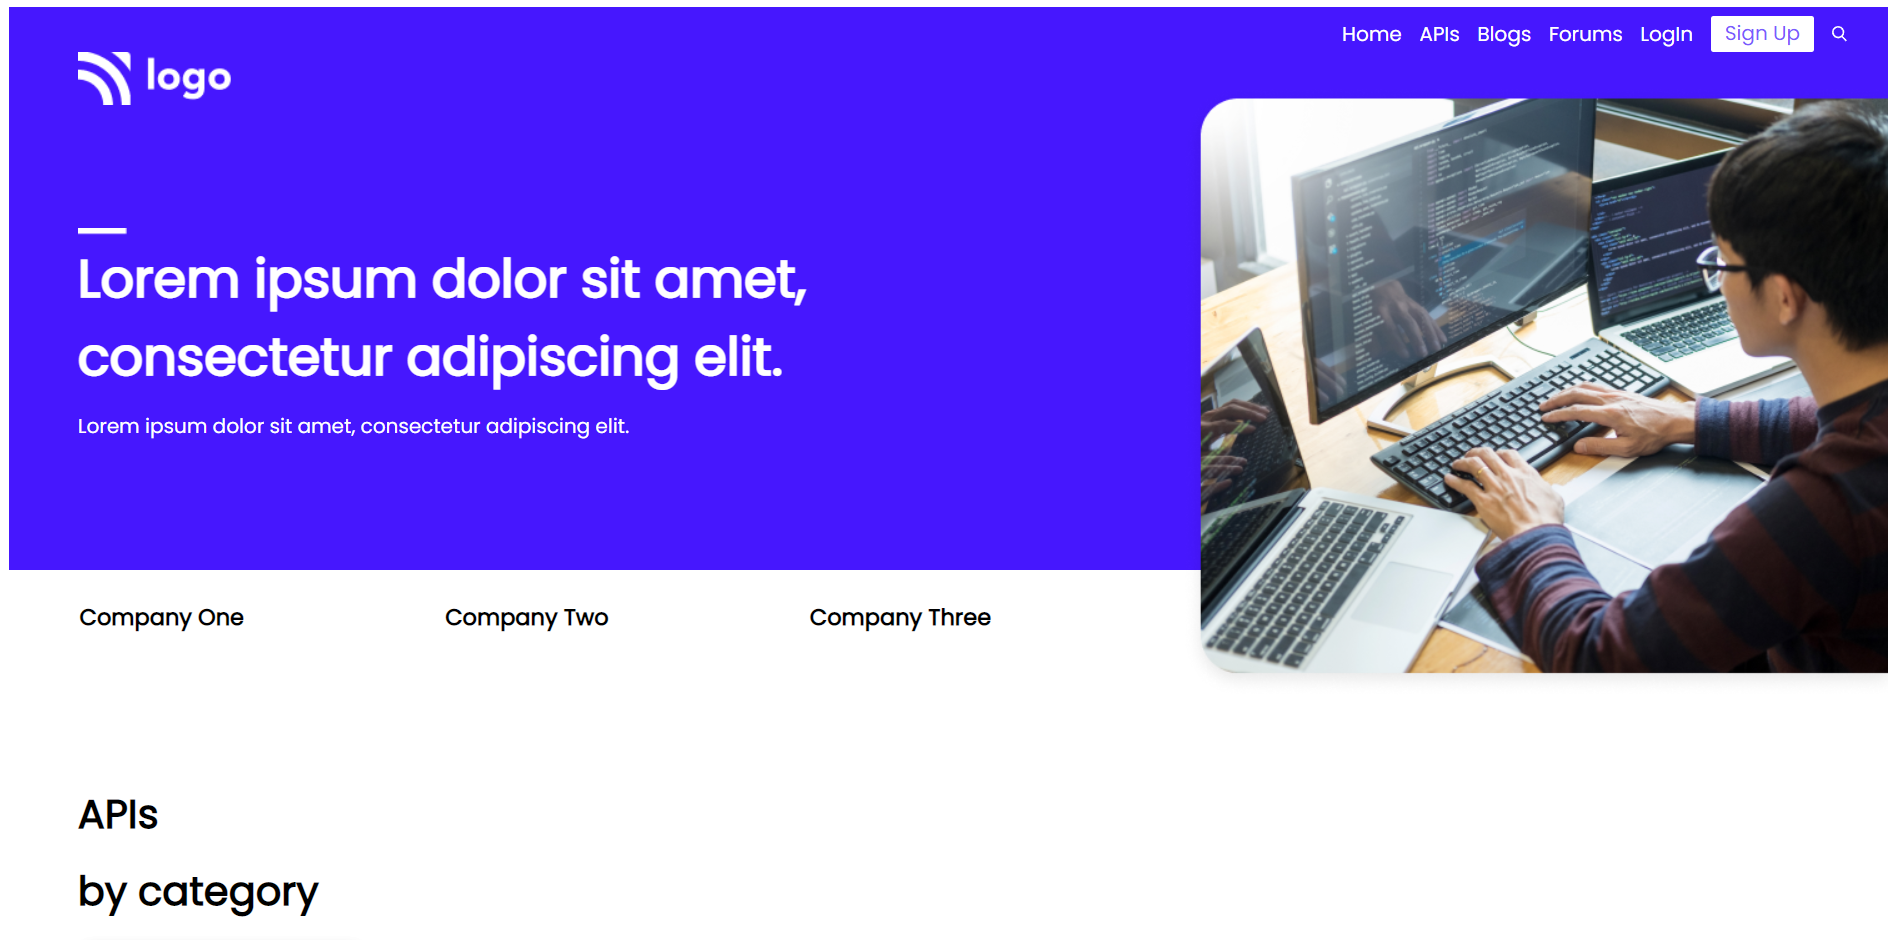 Home APIs Blogs Forums LogIn Sign Up
logo
Lorem ipsum dolor sit amet,
consectetur adipiscing elit.
Lorem ipsum dolor sit amet, consectetur adipiscing elit.
Company One Company Two Company Three
APIs
by category